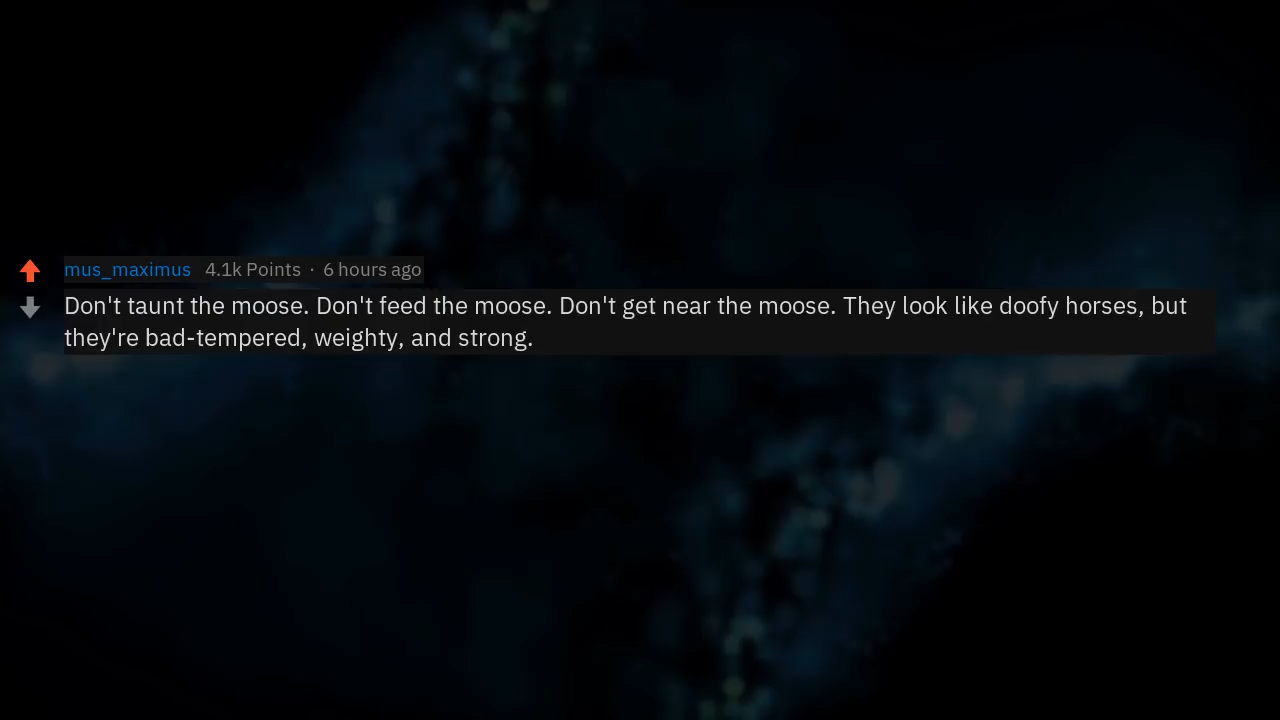 mus_maximus 4.1k Points · 6 hours ago
Don't taunt the moose. Don't feed the moose. Don't get near the moose. They look like doofy horses, but
they're bad-tempered, weighty, and strong.